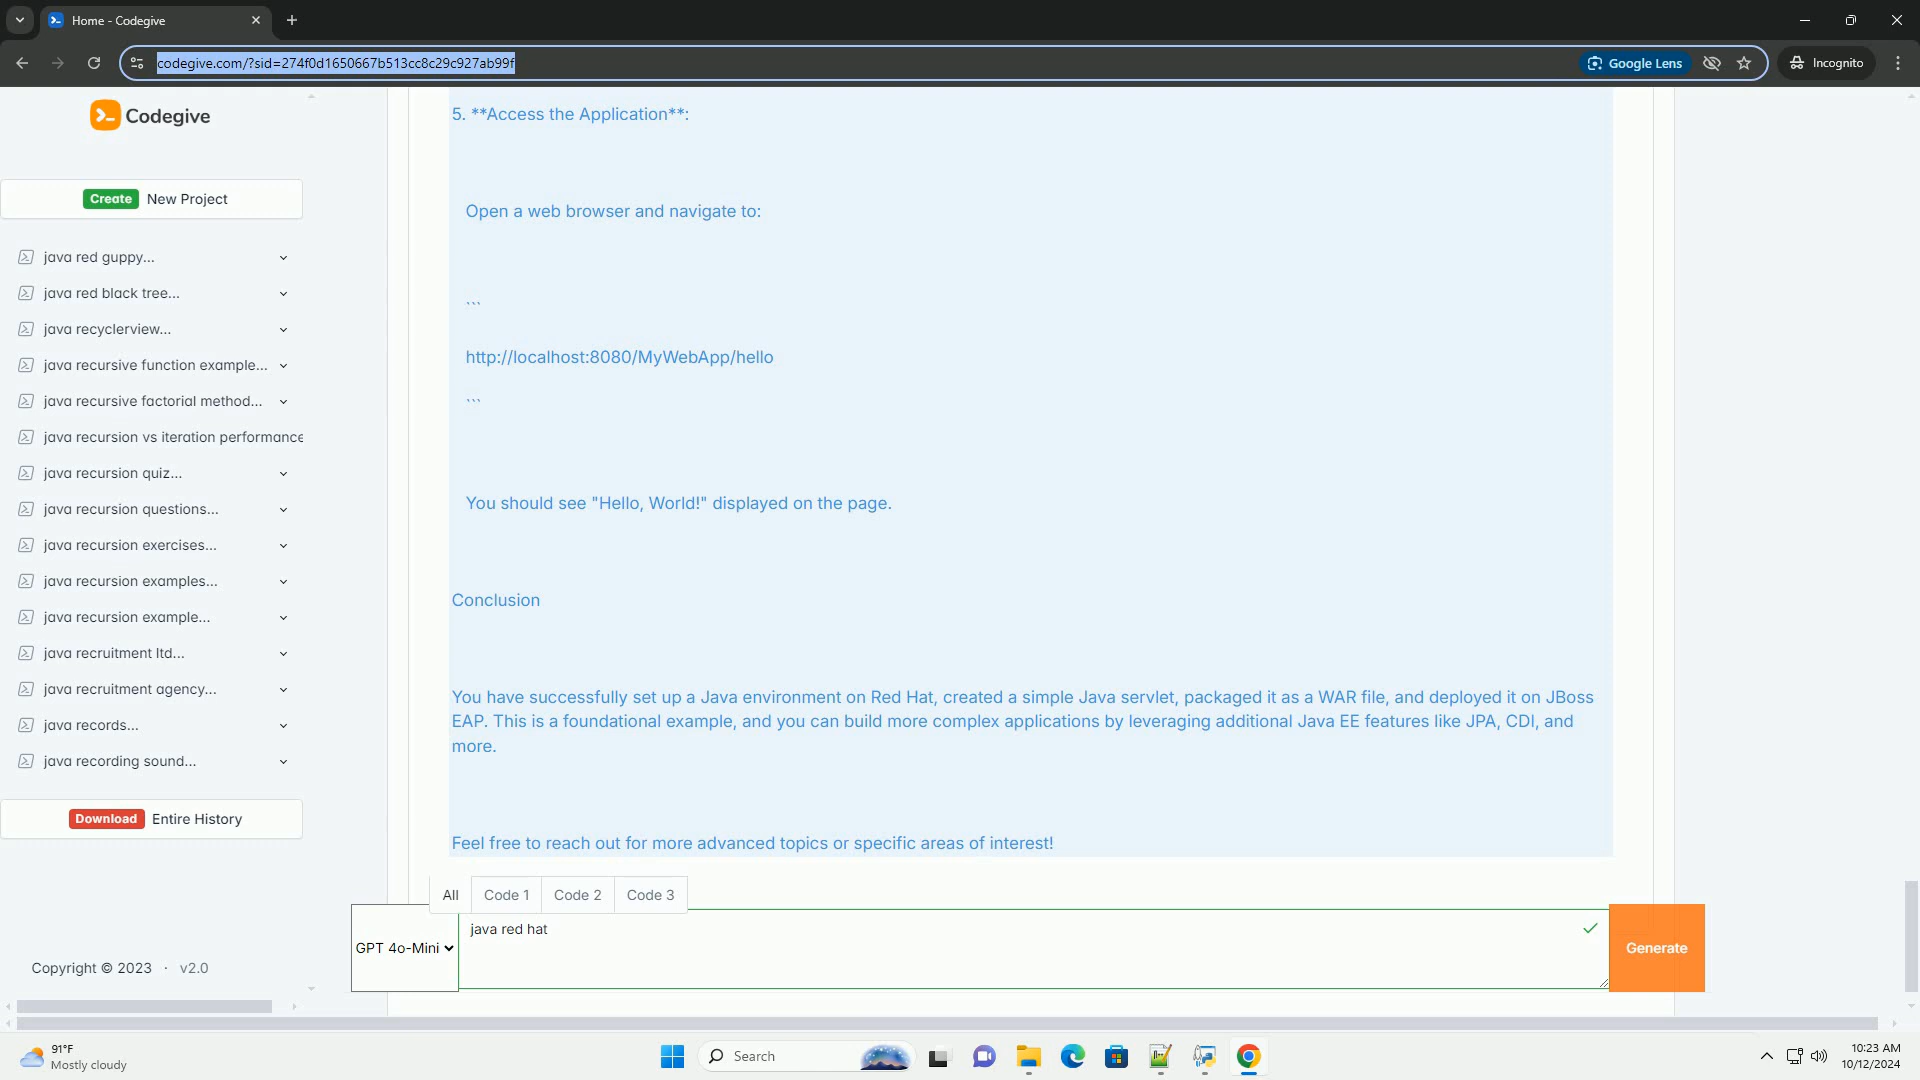 Home - Codegive
codegive.com/?sid=274f0d1650667b513cc8c29c927ab99f
Google Lens
Incognito
Codegive
Create New Project
java red guppy...
java red black tree...
java recyclerview...
java recursive function example...
java recursive factorial method...
java recursion vs iteration performance
java recursion quiz...
java recursion questions...
java recursion exercises...
java recursion examples...
java recursion example...
java recruitment ltd...
java recruitment agency...
java records...
java recording sound...
Download Entire History
Copyright © 2023 · v2.0
5. **Access the Application**:
Open a web browser and navigate to:
```
http://localhost:8080/MyWebApp/hello
```
You should see "Hello, World!" displayed on the page.
Conclusion
You have successfully set up a Java environment on Red Hat, created a simple Java servlet, packaged it as a WAR file, and deployed it on JBoss
EAP. This is a foundational example, and you can build more complex applications by leveraging additional Java EE features like JPA, CDI, and
more.
Feel free to reach out for more advanced topics or specific areas of interest!
All Code 1 Code 2 Code 3
GPT 4o-Mini
java red hat
Generate
91°F
Mostly cloudy
Search
10:23 AM
10/12/2024